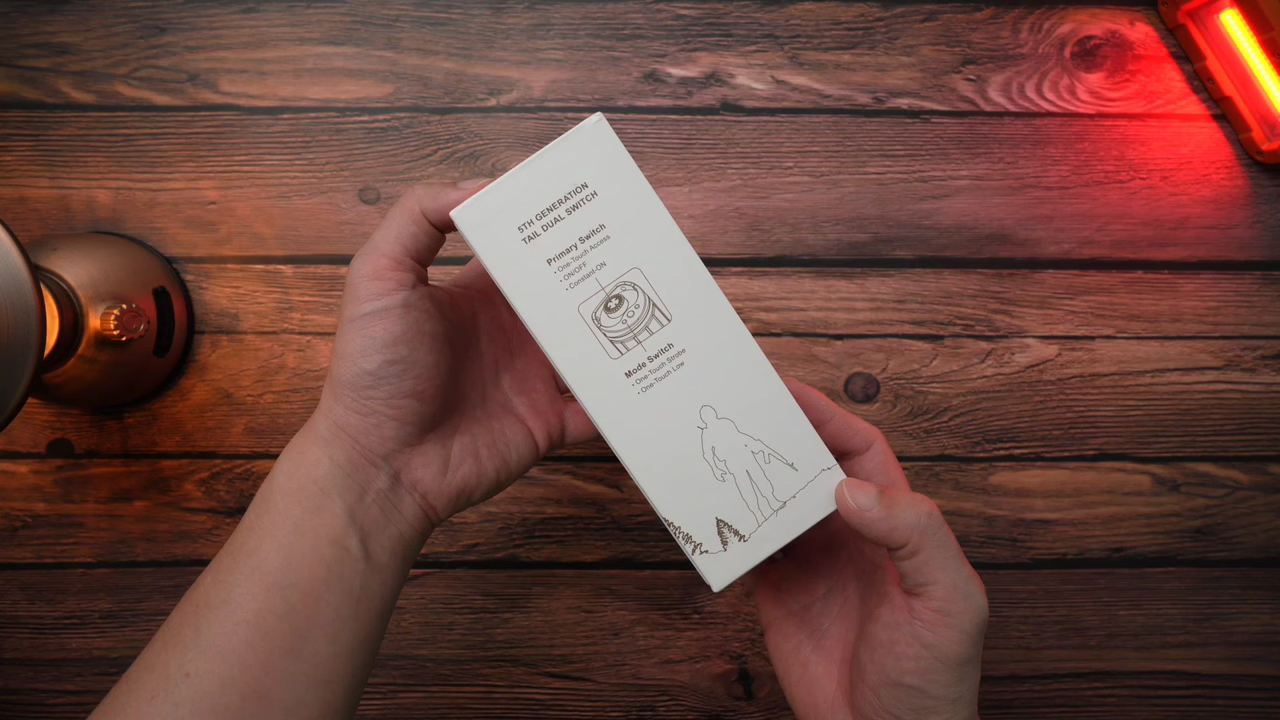 5TH GENERATION
TAIL DUAL SWITCH
Primary Switch
• One-Touch Access
• ON/OFF
• Constant-ON
Mode Switch
• One-Touch Strobe
• One-Touch Low